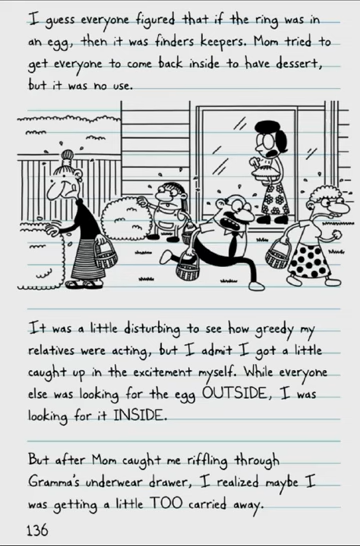 I guess everyone figured that if the ring was in
an egg, then it was finders keepers. Mom tried to
get everyone to come back inside to have dessert,
but it was no use.
It was a little disturbing to see how greedy my
relatives were acting, but I admit I got a little
caught up in the excitement myself. While everyone
else was looking for the egg OUTSIDE, I was
looking for it INSIDE.
But after Mom caught me riffling through
Gramma's underwear drawer, I realized maybe I
was getting a little TOO carried away.
136